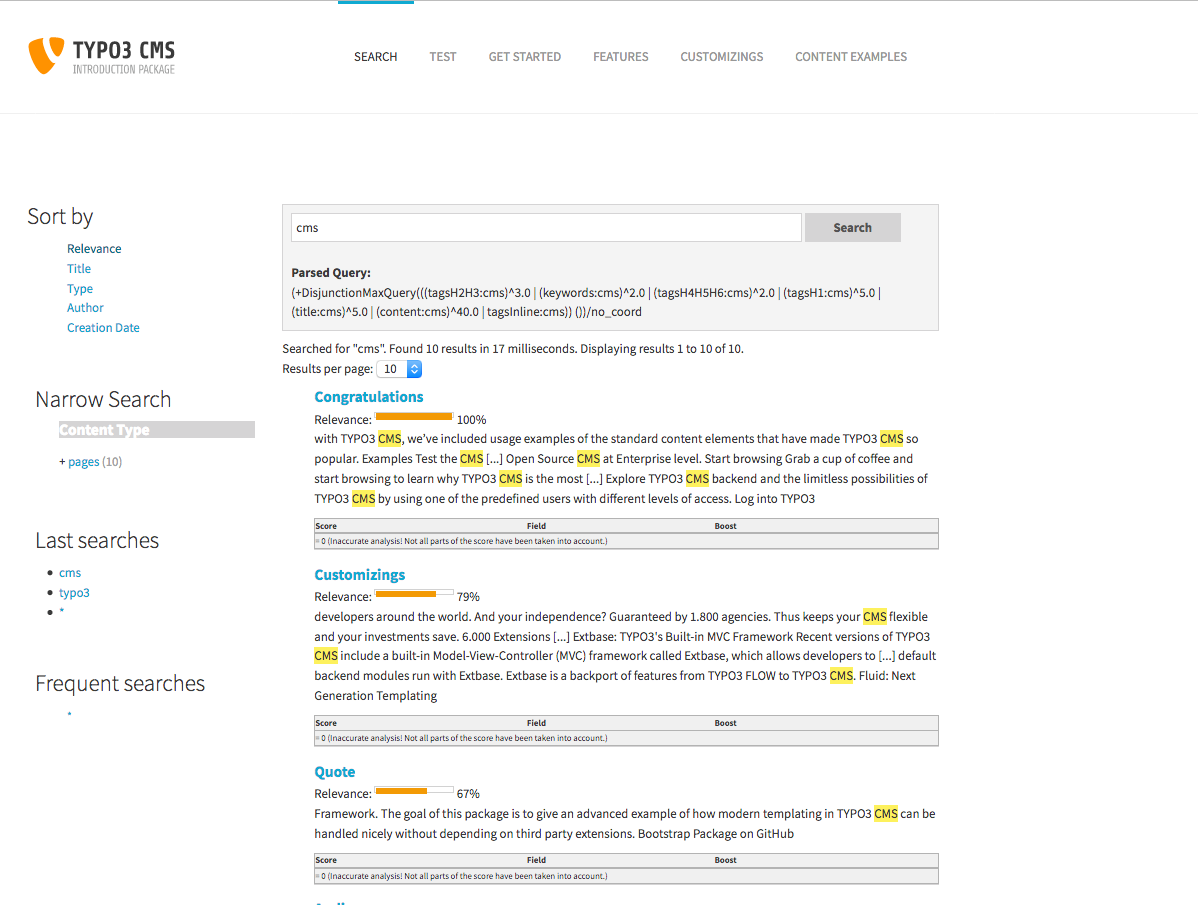 TYPO3 CMS
INTRODUCTION PACKAGE
SEARCH TEST GET STARTED FEATURES CUSTOMIZINGS CONTENT EXAMPLES
Sort by
Relevance
Title
Type
Author
Creation Date
Narrow Search
Content Type
+ pages (10)
Last searches
• cms
• typo3
• *
Frequent searches
*
cms
Search
Parsed Query:
(+DisjunctionMaxQuery(((tagsH2H3:cms)^3.0 | (keywords:cms)^2.0 | (tagsH4H5H6:cms)^2.0 | (tagsH1:cms)^5.0 |
(title:cms)^5.0 | (content:cms)^40.0 | tagsInline:cms)) ())/no_coord
Searched for "cms". Found 10 results in 17 milliseconds. Displaying results 1 to 10 of 10.
Results per page: 10
Congratulations
Relevance: 100%
with TYPO3 CMS, we've included usage examples of the standard content elements that have made TYPO3 CMS so
popular. Examples Test the CMS [...] Open Source CMS at Enterprise level. Start browsing Grab a cup of coffee and
start browsing to learn why TYPO3 CMS is the most [...] Explore TYPO3 CMS backend and the limitless possibilities of
TYPO3 CMS by using one of the predefined users with different levels of access. Log into TYPO3
Score Field Boost
= 0 (Inaccurate analysis! Not all parts of the score have been taken into account.)
Customizings
Relevance: 79%
developers around the world. And your independence? Guaranteed by 1.800 agencies. Thus keeps your CMS flexible
and your investments save. 6.000 Extensions [...] Extbase: TYPO3's Built-in MVC Framework Recent versions of TYPO3
CMS include a built-in Model-View-Controller (MVC) framework called Extbase, which allows developers to [...] default
backend modules run with Extbase. Extbase is a backport of features from TYPO3 FLOW to TYPO3 CMS. Fluid: Next
Generation Templating
Score Field Boost
= 0 (Inaccurate analysis! Not all parts of the score have been taken into account.)
Quote
Relevance: 67%
Framework. The goal of this package is to give an advanced example of how modern templating in TYPO3 CMS can be
handled nicely without depending on third party extensions. Bootstrap Package on GitHub
Score Field Boost
= 0 (Inaccurate analysis! Not all parts of the score have been taken into account.)